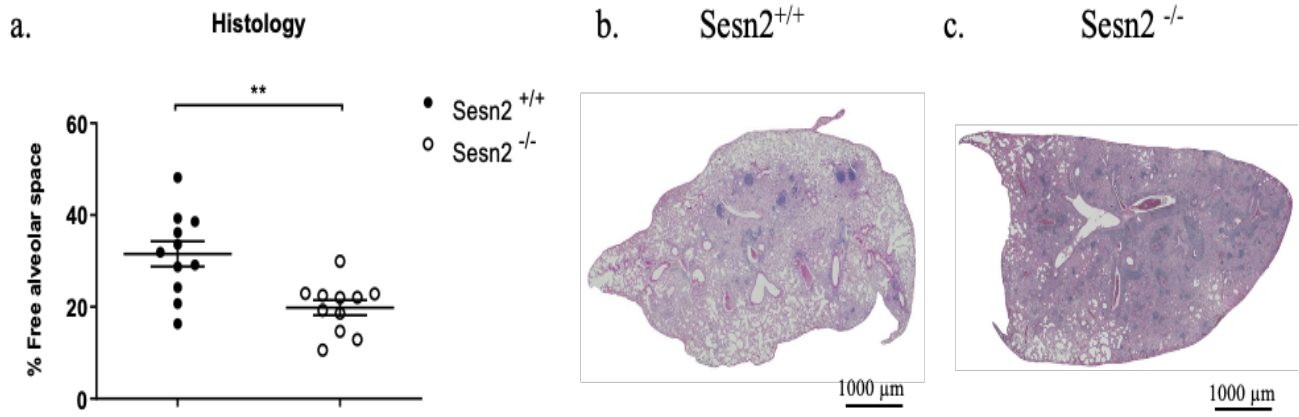 a.
Histology
**
Sesn2 +/+
Sesn2 -/-
% Free alveolar space
60
40
20
0
b.
Sesn2+/+
1000 µm
c.
Sesn2 -/-
1000 µm